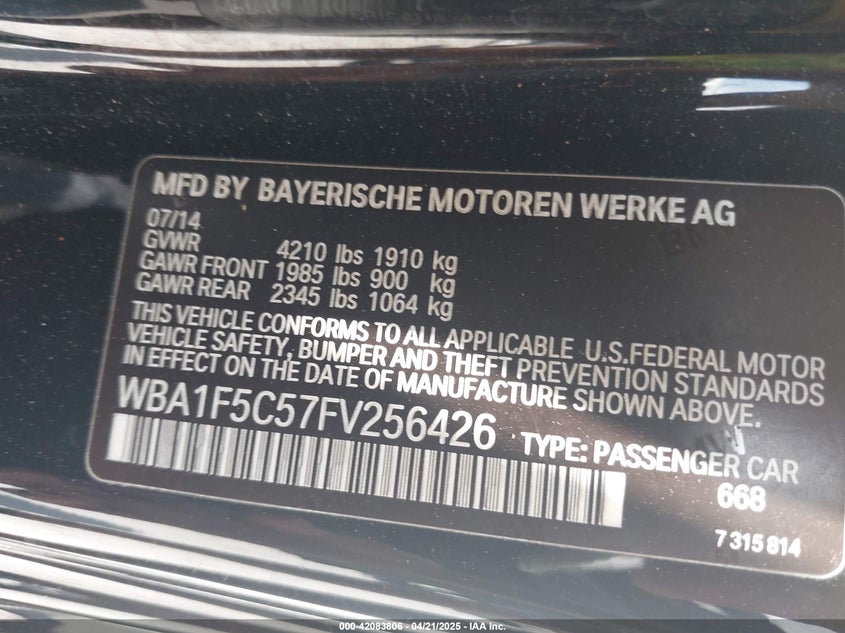 MFD BY BAYERISCHE MOTOREN WERKE AG
07/14
GVWR 4210 lbs 1910 kg
GAWR FRONT 1985 lbs 900 kg
GAWR REAR 2345 lbs 1064 kg
THIS VEHICLE CONFORMS TO ALL APPLICABLE U.S.FEDERAL MOTOR
VEHICLE SAFETY, BUMPER AND THEFT PREVENTION STANDARDS
IN EFFECT ON THE DATE OF MANUFACTURE SHOWN ABOVE.
WBA1F5C57FV256426 TYPE: PASSENGER CAR
668
7 315 814
000-42083806 - 04/21/2025 - IAA Inc.